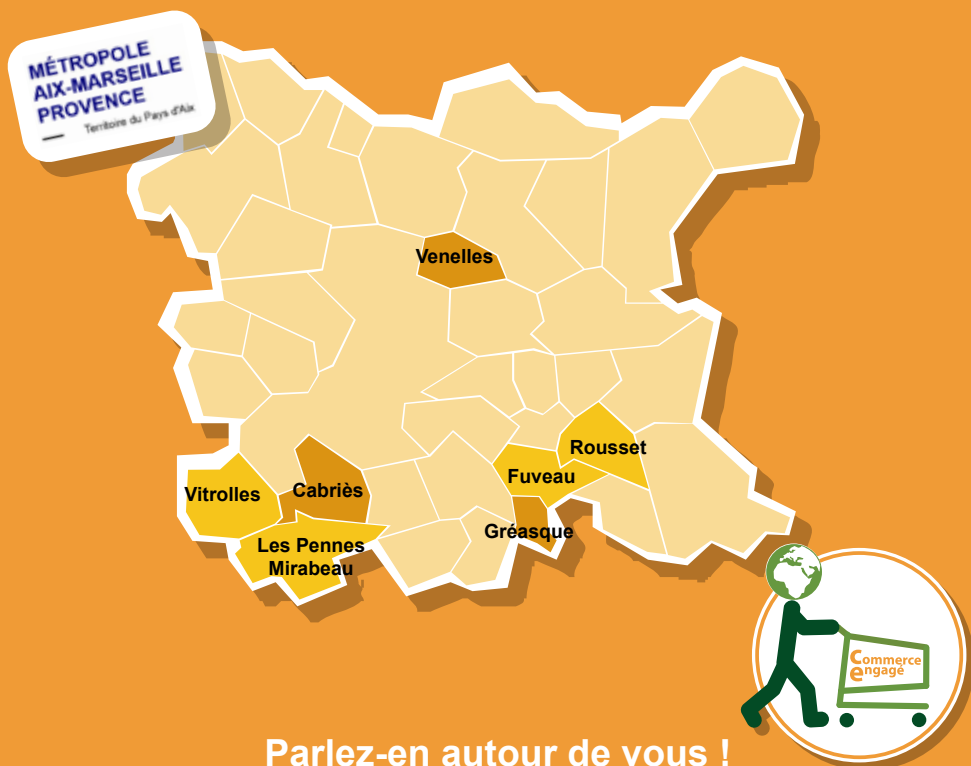 MÉTROPOLE
AIX-MARSEILLE
PROVENCE
Territoire du Pays d'Aix
Venelles
Rousset
Fuveau
Vitrolles
Cabriès
Gréasque
Les Pennes
Mirabeau
Commerce
engagé
Parlez-en autour de vous !